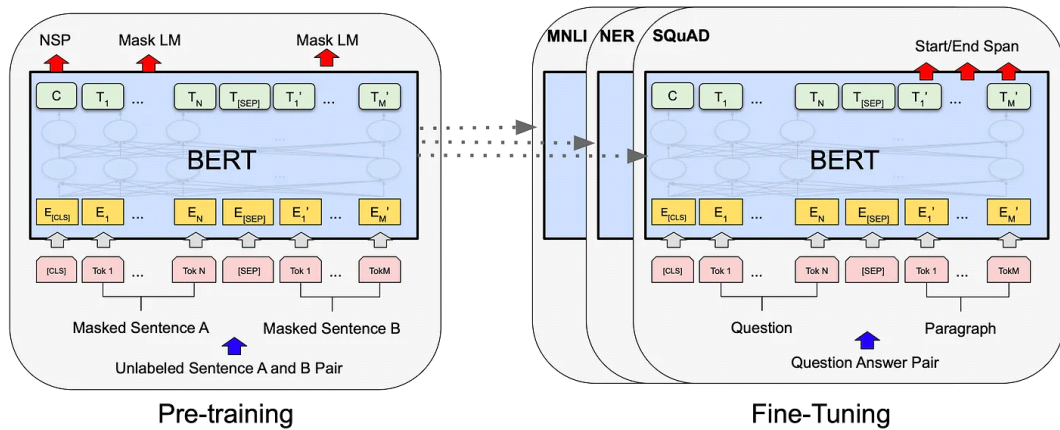 NSP Mask LM Mask LM
C T1 ... TN T[SEP] T1' ... TM'
BERT
E[CLS] E1 ... EN E[SEP] E1' ... EM'
[CLS] Tok 1 ... Tok N [SEP] Tok 1 ... TokM
Masked Sentence A Masked Sentence B
Unlabeled Sentence A and B Pair
Pre-training
MNLI NER SQuAD
Start/End Span
C T1 ... TN T[SEP] T1' ... TM'
BERT
E[CLS] E1 ... EN E[SEP] E1' ... EM'
[CLS] Tok 1 ... Tok N [SEP] Tok 1 ... TokM
Question Paragraph
Question Answer Pair
Fine-Tuning